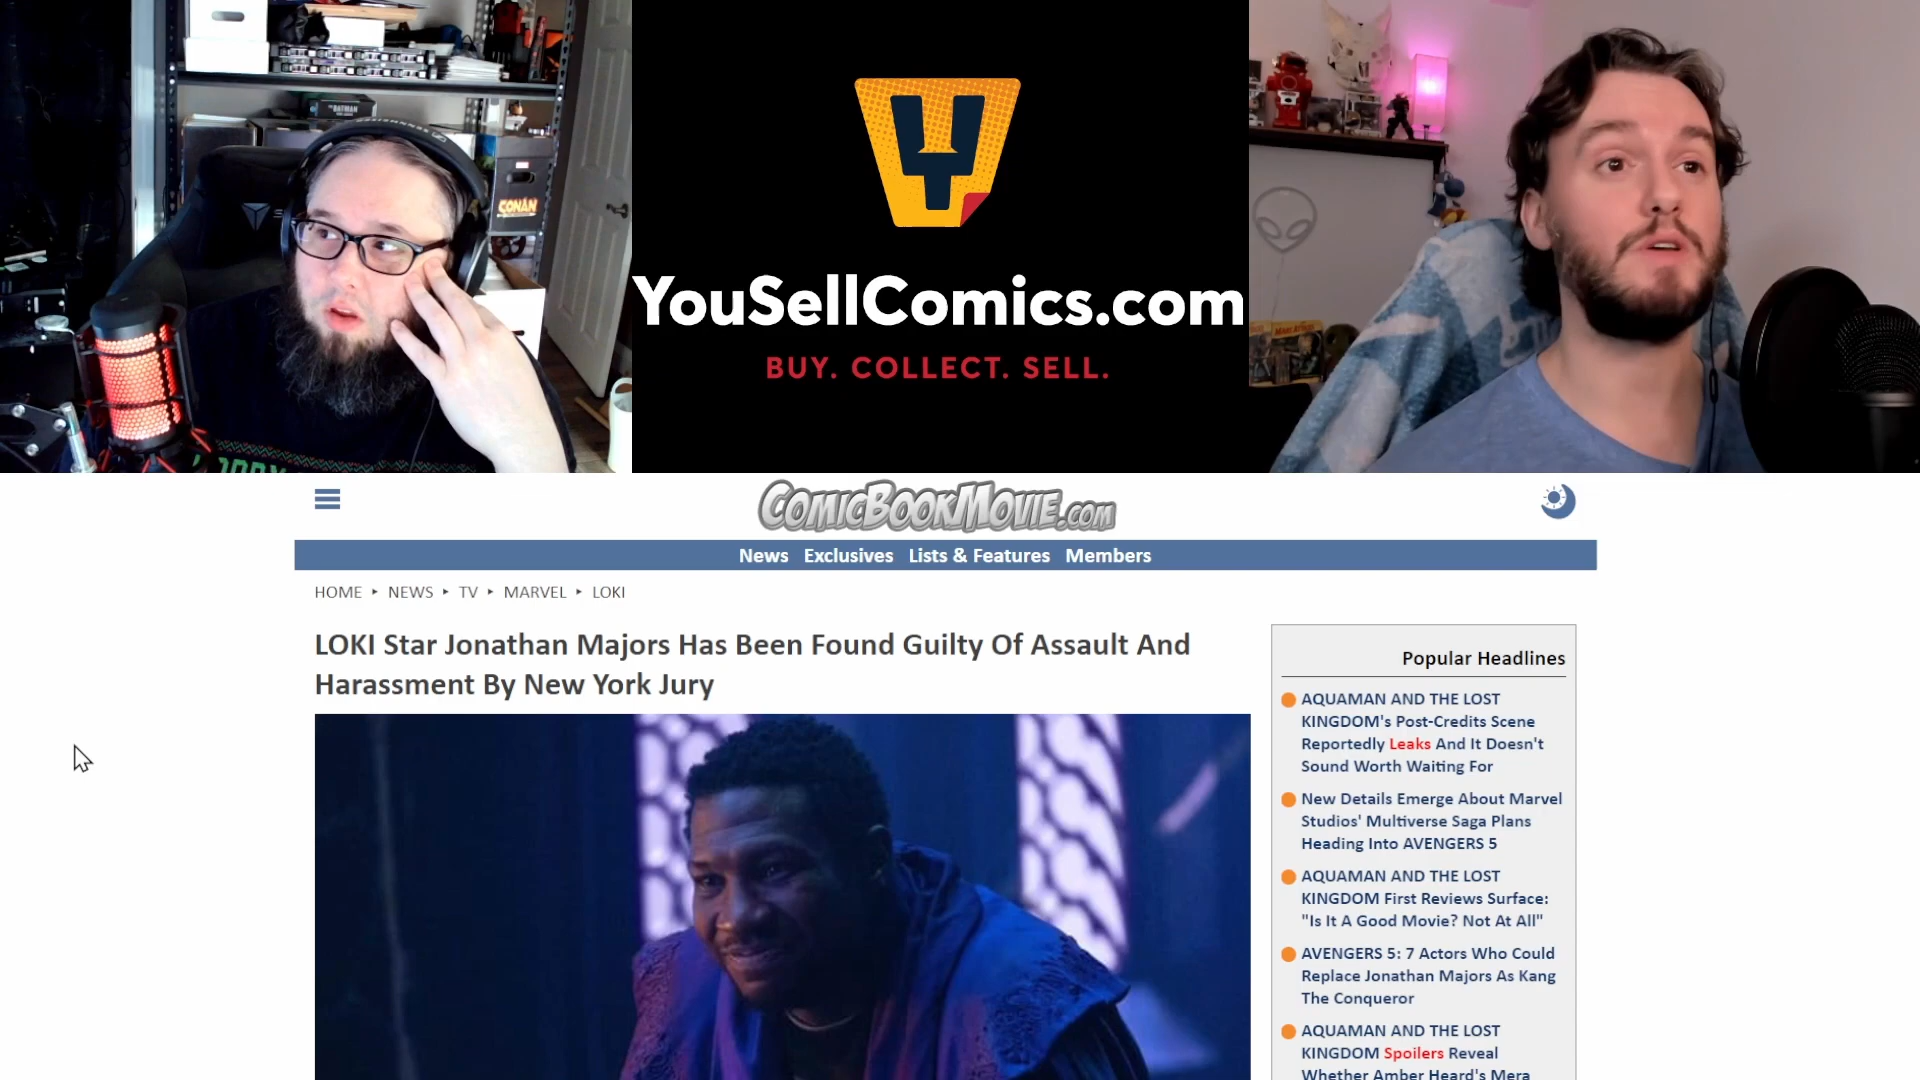 THE BATMAN
CONAN
YouSellComics.com
BUY. COLLECT. SELL.
COMICBOOKMOVIE.COM
News Exclusives Lists & Features Members
HOME ‣ NEWS ‣ TV ‣ MARVEL ‣ LOKI
LOKI Star Jonathan Majors Has Been Found Guilty Of Assault And
Harassment By New York Jury
Popular Headlines
AQUAMAN AND THE LOST
KINGDOM's Post-Credits Scene
Reportedly Leaks And It Doesn't
Sound Worth Waiting For
New Details Emerge About Marvel
Studios' Multiverse Saga Plans
Heading Into AVENGERS 5
AQUAMAN AND THE LOST
KINGDOM First Reviews Surface:
"Is It A Good Movie? Not At All"
AVENGERS 5: 7 Actors Who Could
Replace Jonathan Majors As Kang
The Conqueror
AQUAMAN AND THE LOST
KINGDOM Spoilers Reveal
Whether Amber Heard's Mera